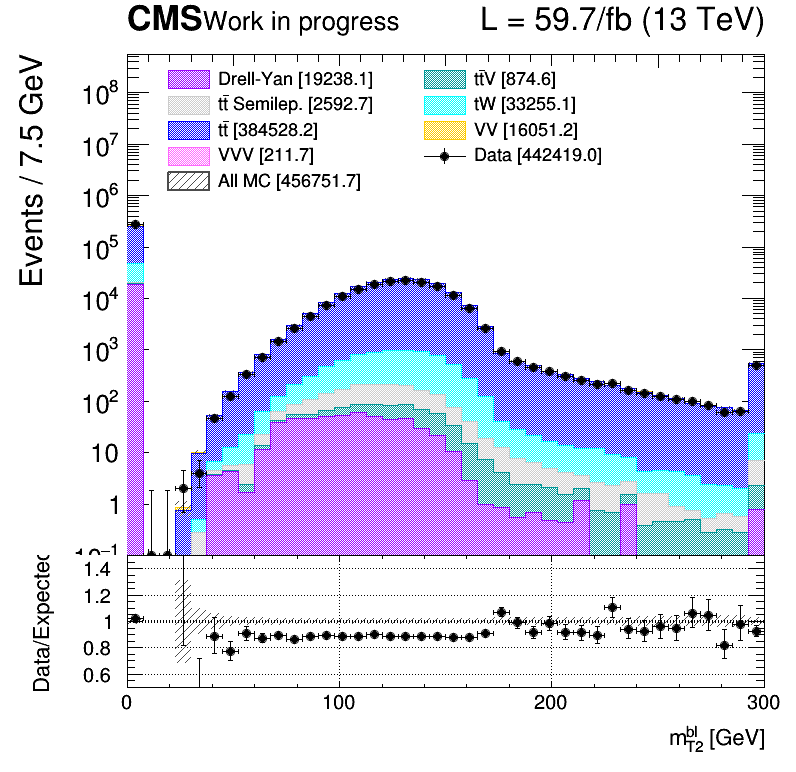 CMS Work in progress L = 59.7/fb (13 TeV)
Events / 7.5 GeV
Drell-Yan [19238.1]
tt̄V [874.6]
tt̄ Semilep. [2592.7]
tW [33255.1]
tt̄ [384528.2]
VV [16051.2]
VVV [211.7]
Data [442419.0]
All MC [456751.7]
10⁸
10⁷
10⁶
10⁵
10⁴
10³
10²
10
1
10⁻¹
Data/Expected
1.4
1.2
1
0.8
0.6
0 100 200 300
m_{T2}^{bl} [GeV]